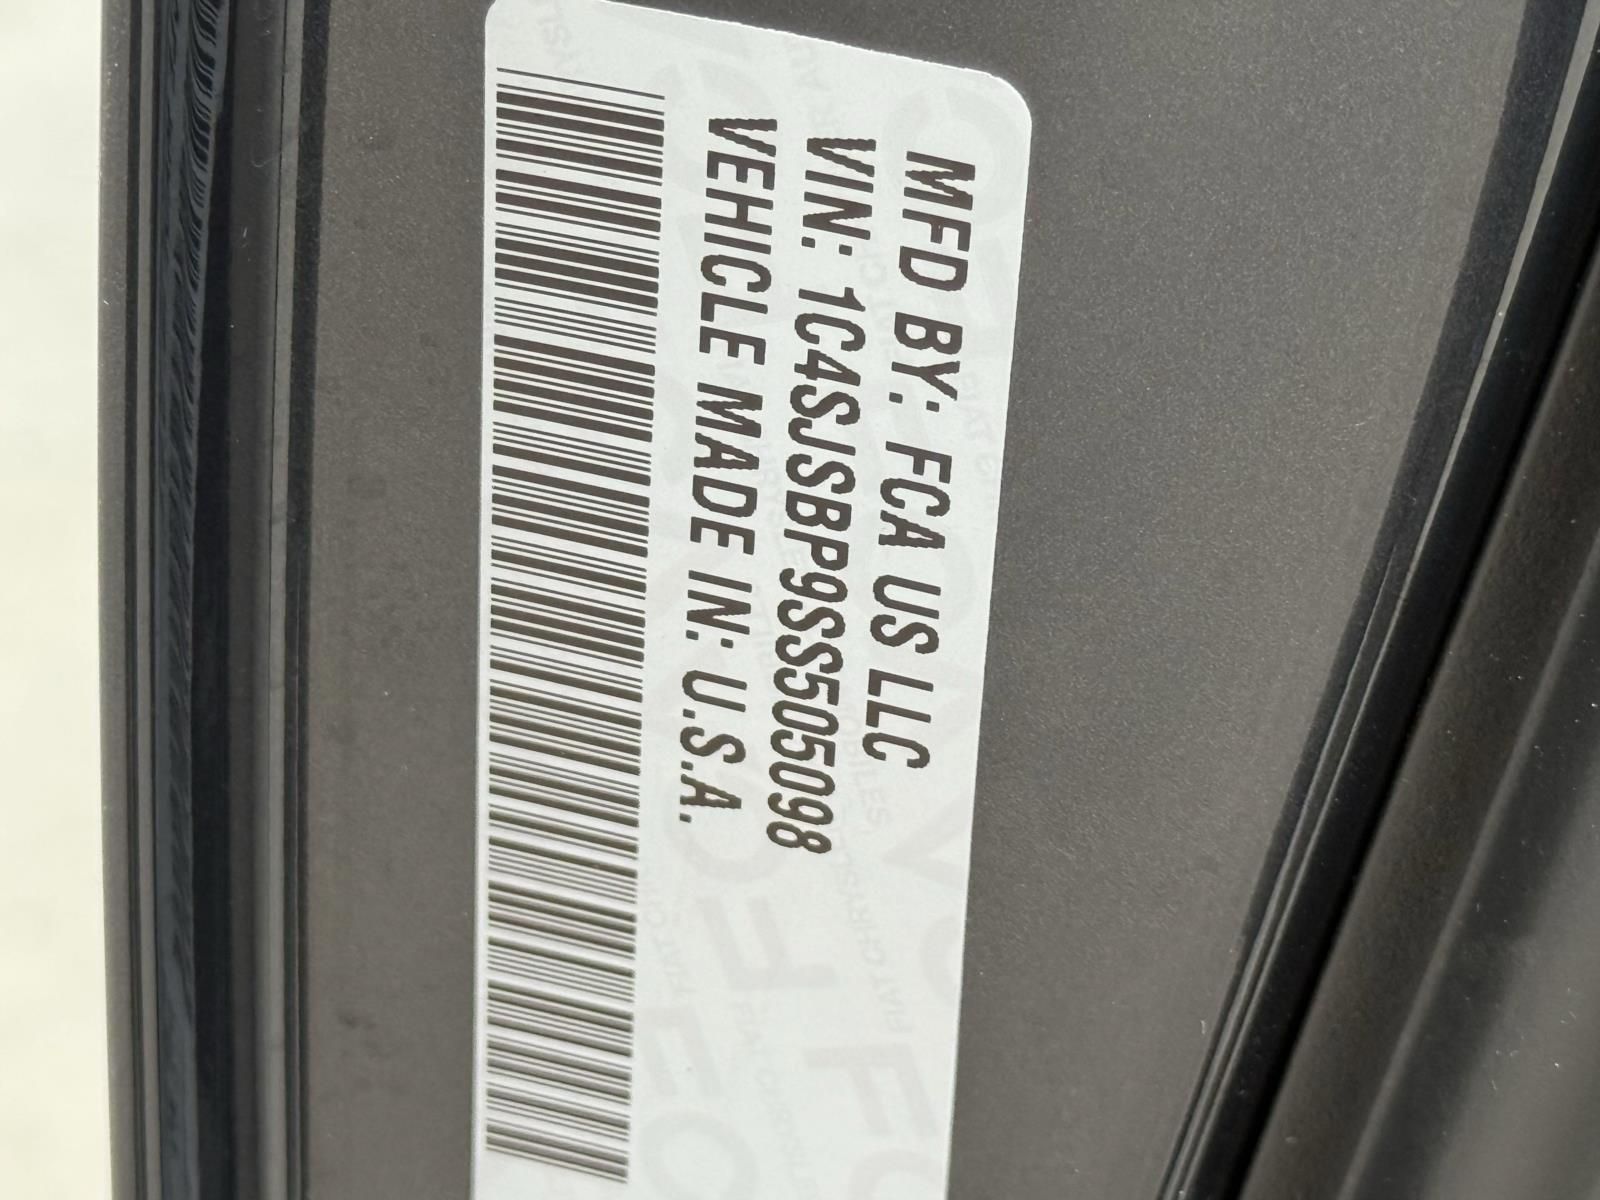 MFD BY: FCA US LLC
VIN: 1C4SJSBP9SS505098
VEHICLE MADE IN: U.S.A.